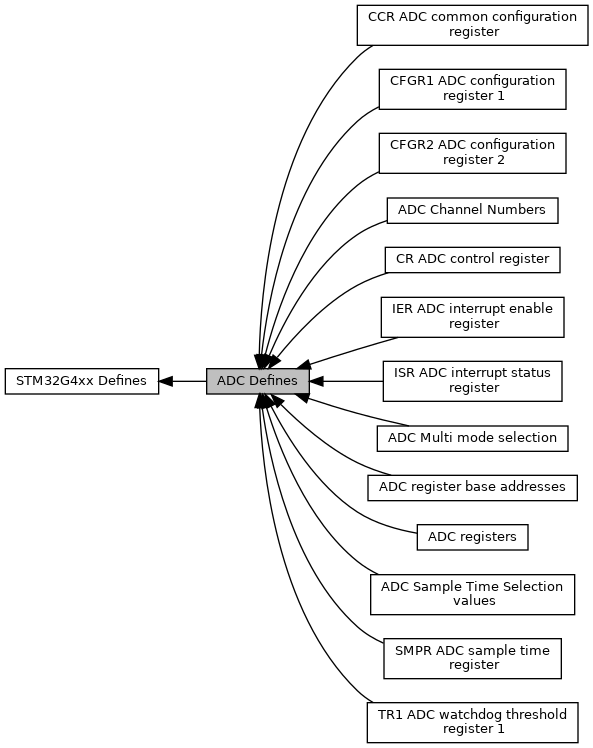 CCR ADC common configuration
register
CFGR1 ADC configuration
register 1
CFGR2 ADC configuration
register 2
ADC Channel Numbers
CR ADC control register
IER ADC interrupt enable
register
STM32G4xx Defines
ADC Defines
ISR ADC interrupt status
register
ADC Multi mode selection
ADC register base addresses
ADC registers
ADC Sample Time Selection
values
SMPR ADC sample time
register
TR1 ADC watchdog threshold
register 1